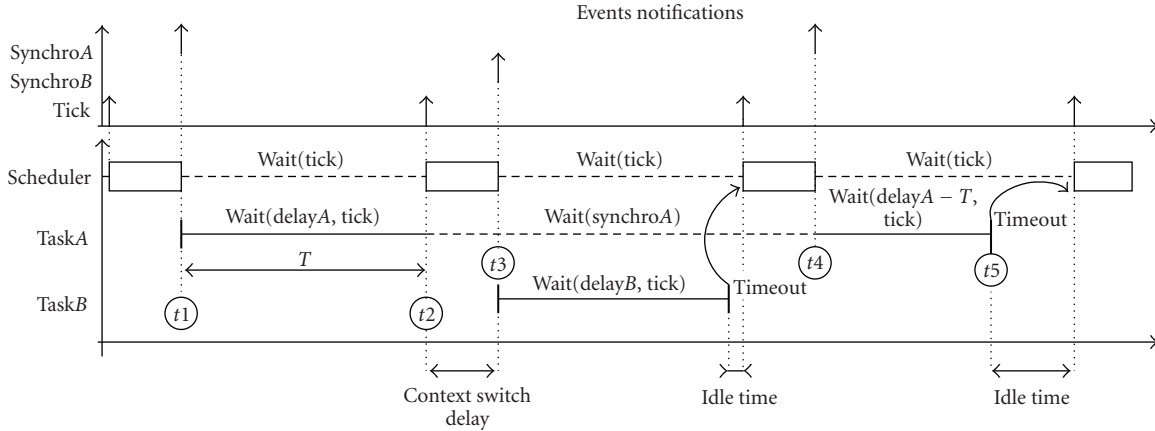 Events notifications
SynchroA
SynchroB
Tick
Scheduler
Wait(tick)
Wait(tick)
Wait(tick)
TaskA
Wait(delayA, tick)
Wait(synchroA)
Wait(delayA − T,
tick)
Timeout
T
t3
t4
t5
TaskB
t1
t2
Wait(delayB, tick)
Timeout
Context switch
delay
Idle time
Idle time